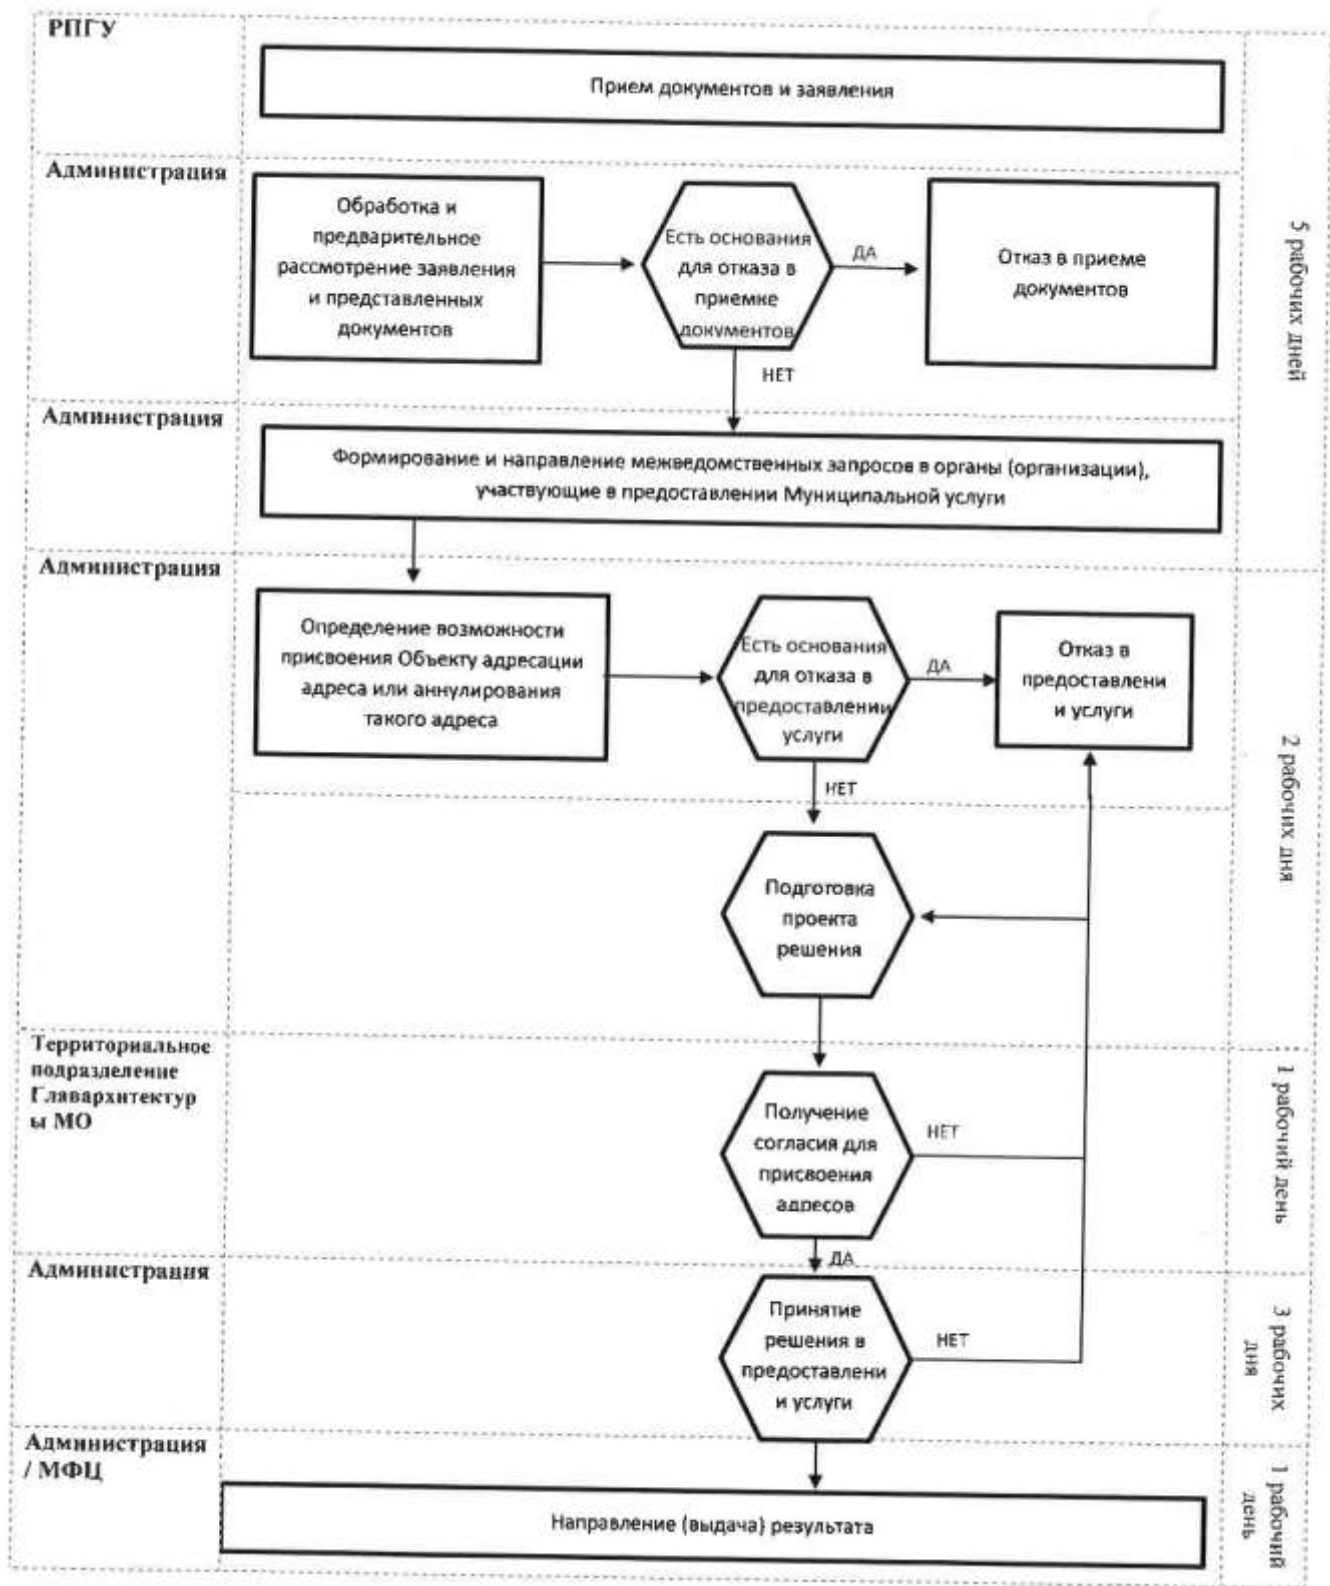 РПГУ
Прием документов и заявления
Администрация
Обработка и
предварительное
рассмотрение заявления
и представленных
документов
Есть основания
для отказа в
приемке
документов
ДА
Отказ в приеме
документов
НЕТ
5 рабочих дней
Администрация
Формирование и направление межведомственных запросов в органы (организации),
участвующие в предоставлении Муниципальной услуги
Администрация
Определение возможности
присвоения Объекту адресации
адреса или аннулирования
такого адреса
Есть основания
для отказа в
предоставлении
услуги
ДА
Отказ в
предоставлени
и услуги
НЕТ
2 рабочих дня
Подготовка
проекта
решения
Территориальное
подразделение
Главархитектур
ы МО
Получение
согласия для
присвоения
адресов
НЕТ
1 рабочий день
ДА
Администрация
Принятие
решения в
предоставлени
и услуги
НЕТ
3 рабочих
дня
Администрация
/ МФЦ
Направление (выдача) результата
1 рабочий
день